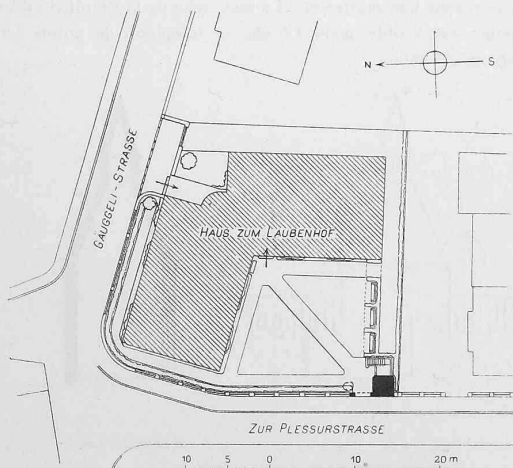 N S
GÄUGGELI-STRASSE
HAUS ZUM LAUBENHOF
ZUR PLESSURSTRASSE
10 5 0 10 20 m